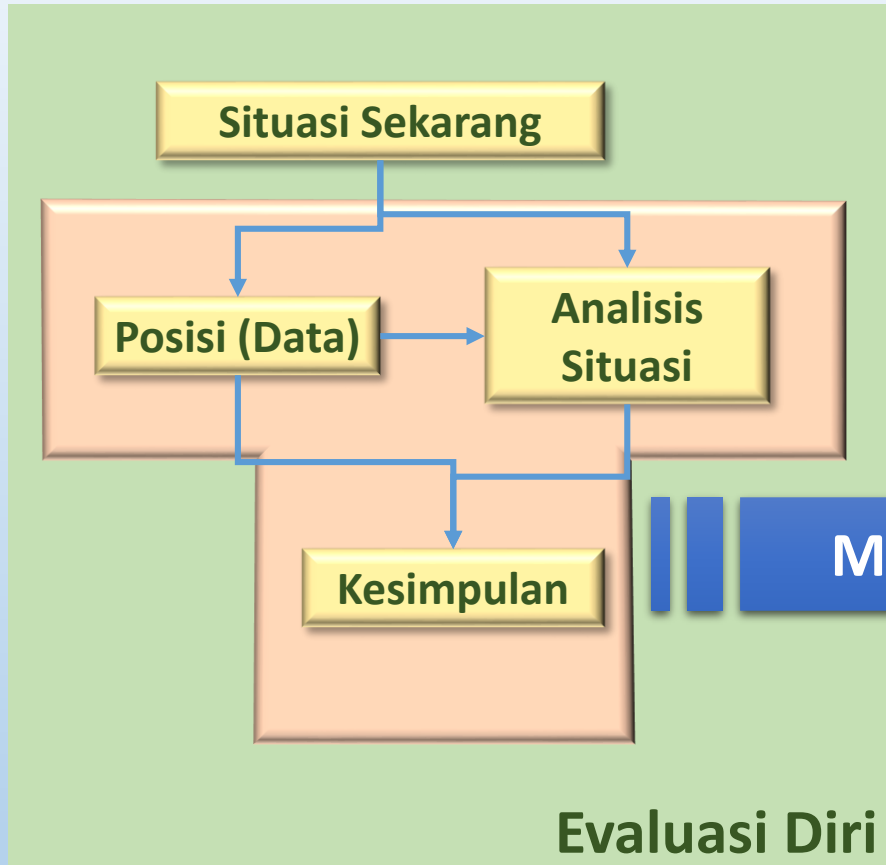 Situasi Sekarang
Posisi (Data)
Analisis
Situasi
M
Kesimpulan
Evaluasi Diri